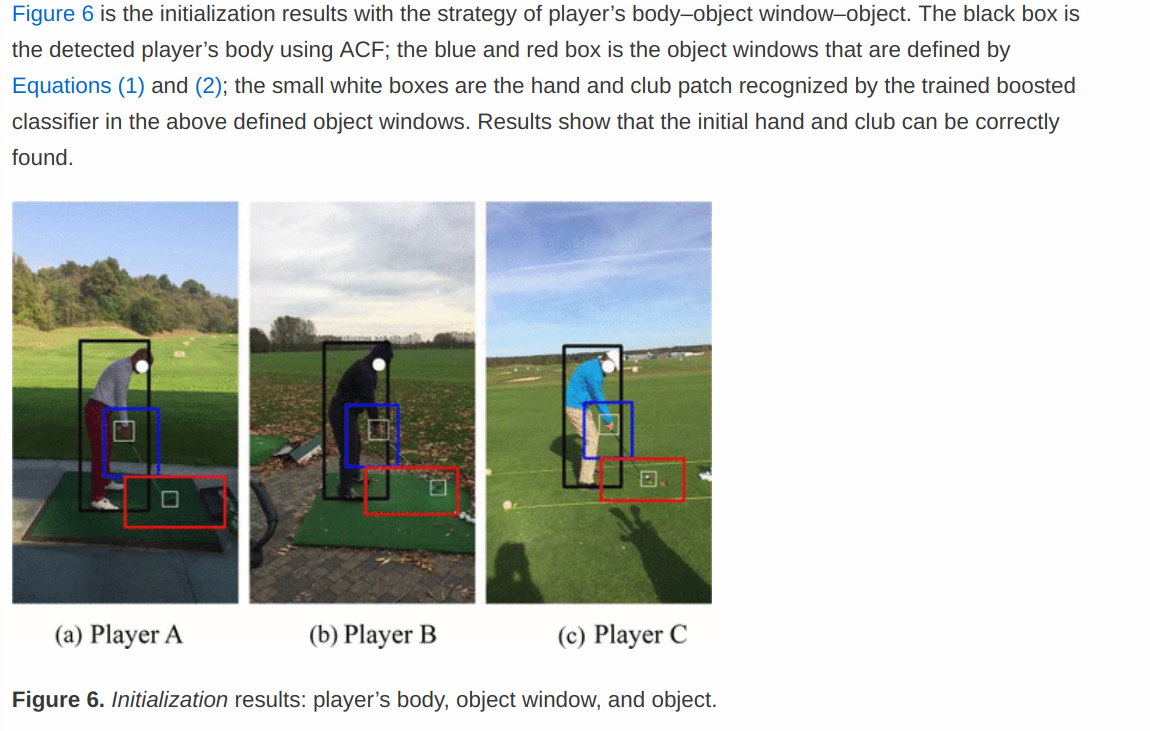 Figure 6 is the initialization results with the strategy of player’s body–object window–object. The black box is
the detected player’s body using ACF; the blue and red box is the object windows that are defined by
Equations (1) and (2); the small white boxes are the hand and club patch recognized by the trained boosted
classifier in the above defined object windows. Results show that the initial hand and club can be correctly
found.
(a) Player A
(b) Player B
(c) Player C
Figure 6. Initialization results: player’s body, object window, and object.